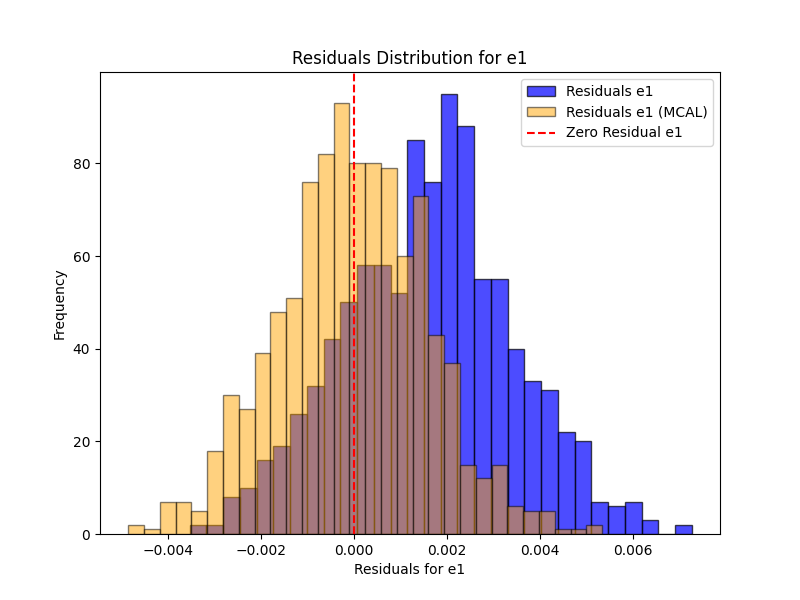 Residuals Distribution for e1
Residuals e1
Residuals e1 (MCAL)
Zero Residual e1
Frequency
80
60
40
20
0
−0.004 −0.002 0.000 0.002 0.004 0.006
Residuals for e1